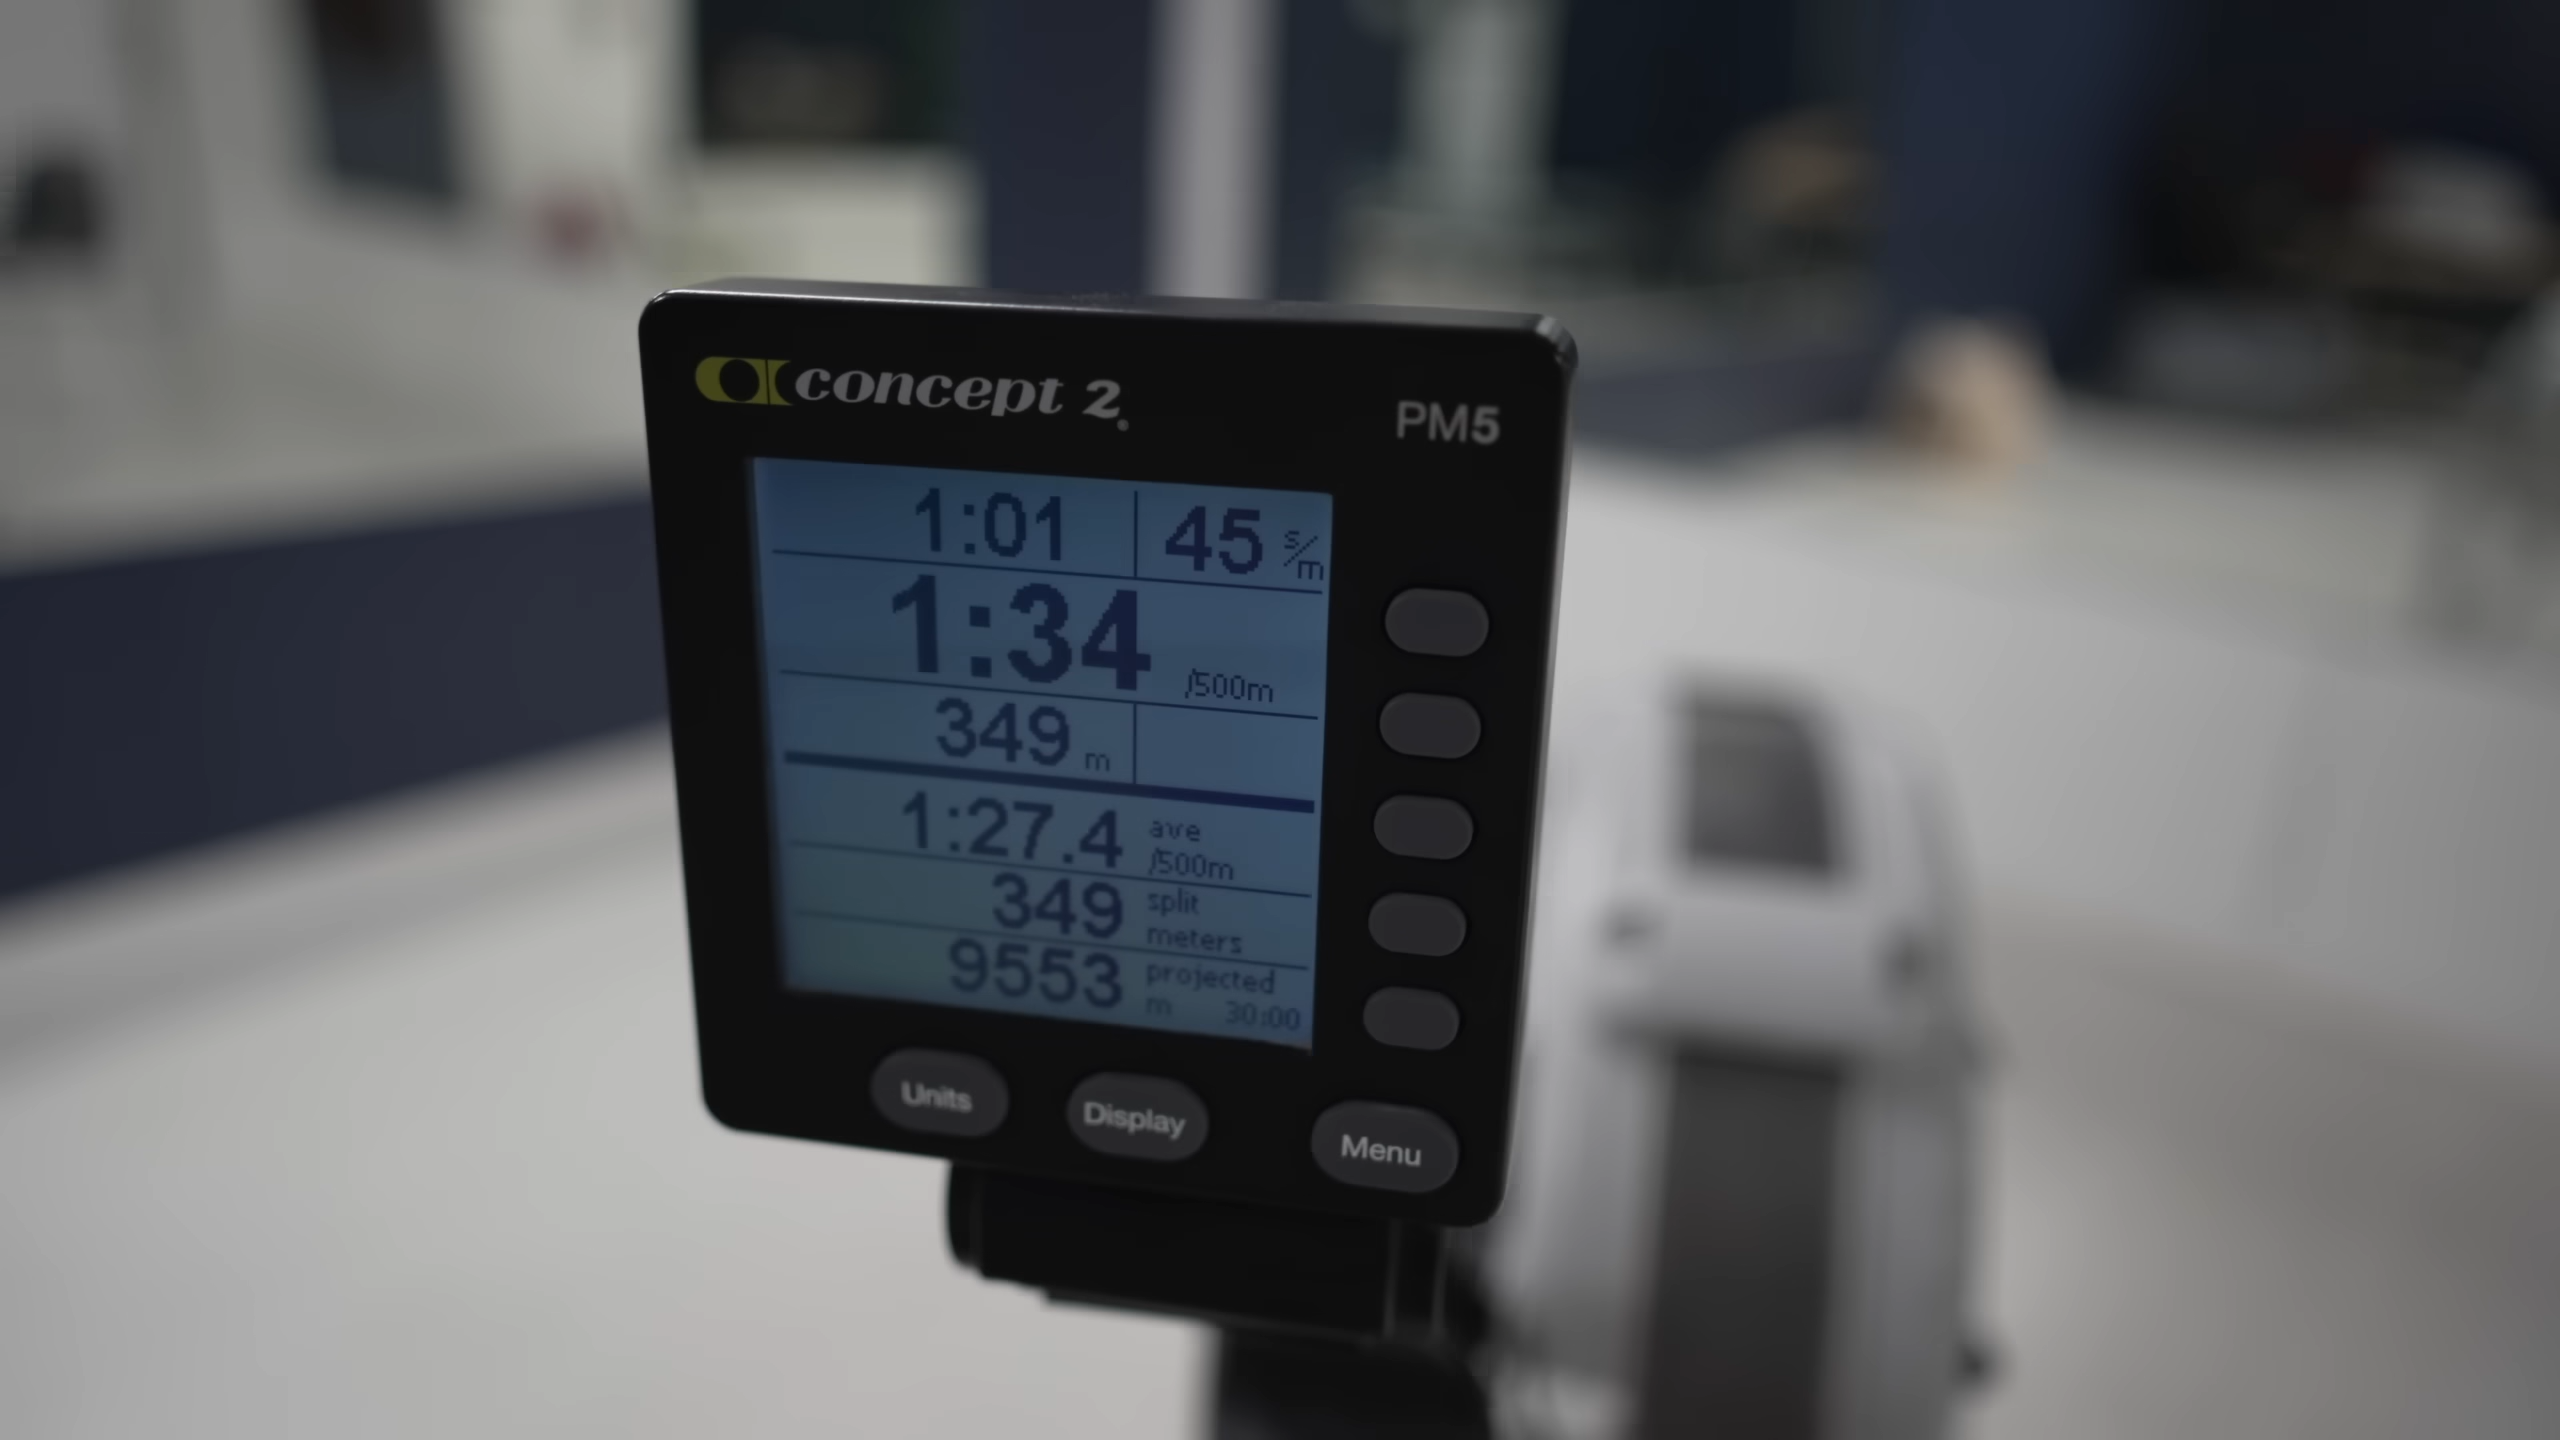 concept 2
PM5
1:01 45 s/m
1:34 /500m
349 m
1:27.4 ave /500m
349 split meters
9553 projected m 30:00
Units Display Menu